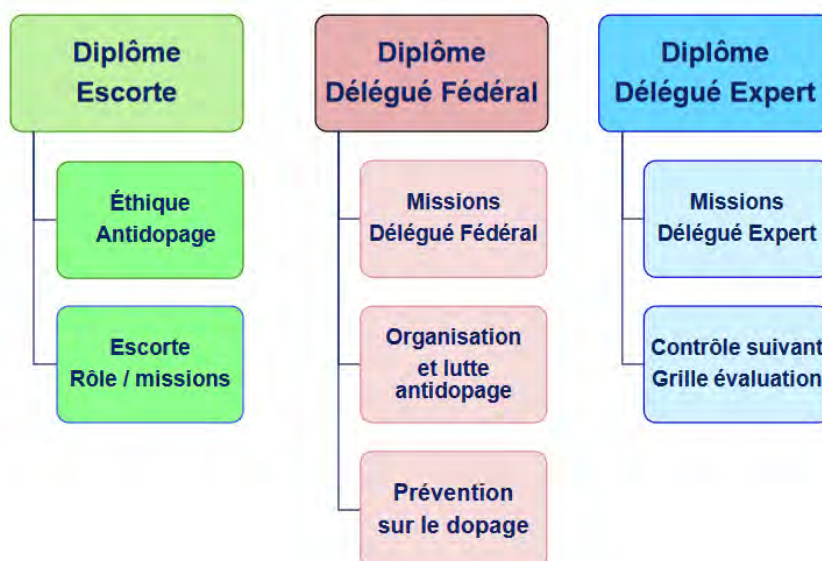 Diplôme
Escorte
Éthique
Antidopage
Escorte
Rôle / missions
Diplôme
Délégué Fédéral
Missions
Délégué Fédéral
Organisation
et lutte
antidopage
Prévention
sur le dopage
Diplôme
Délégué Expert
Missions
Délégué Expert
Contrôle suivant
Grille évaluation